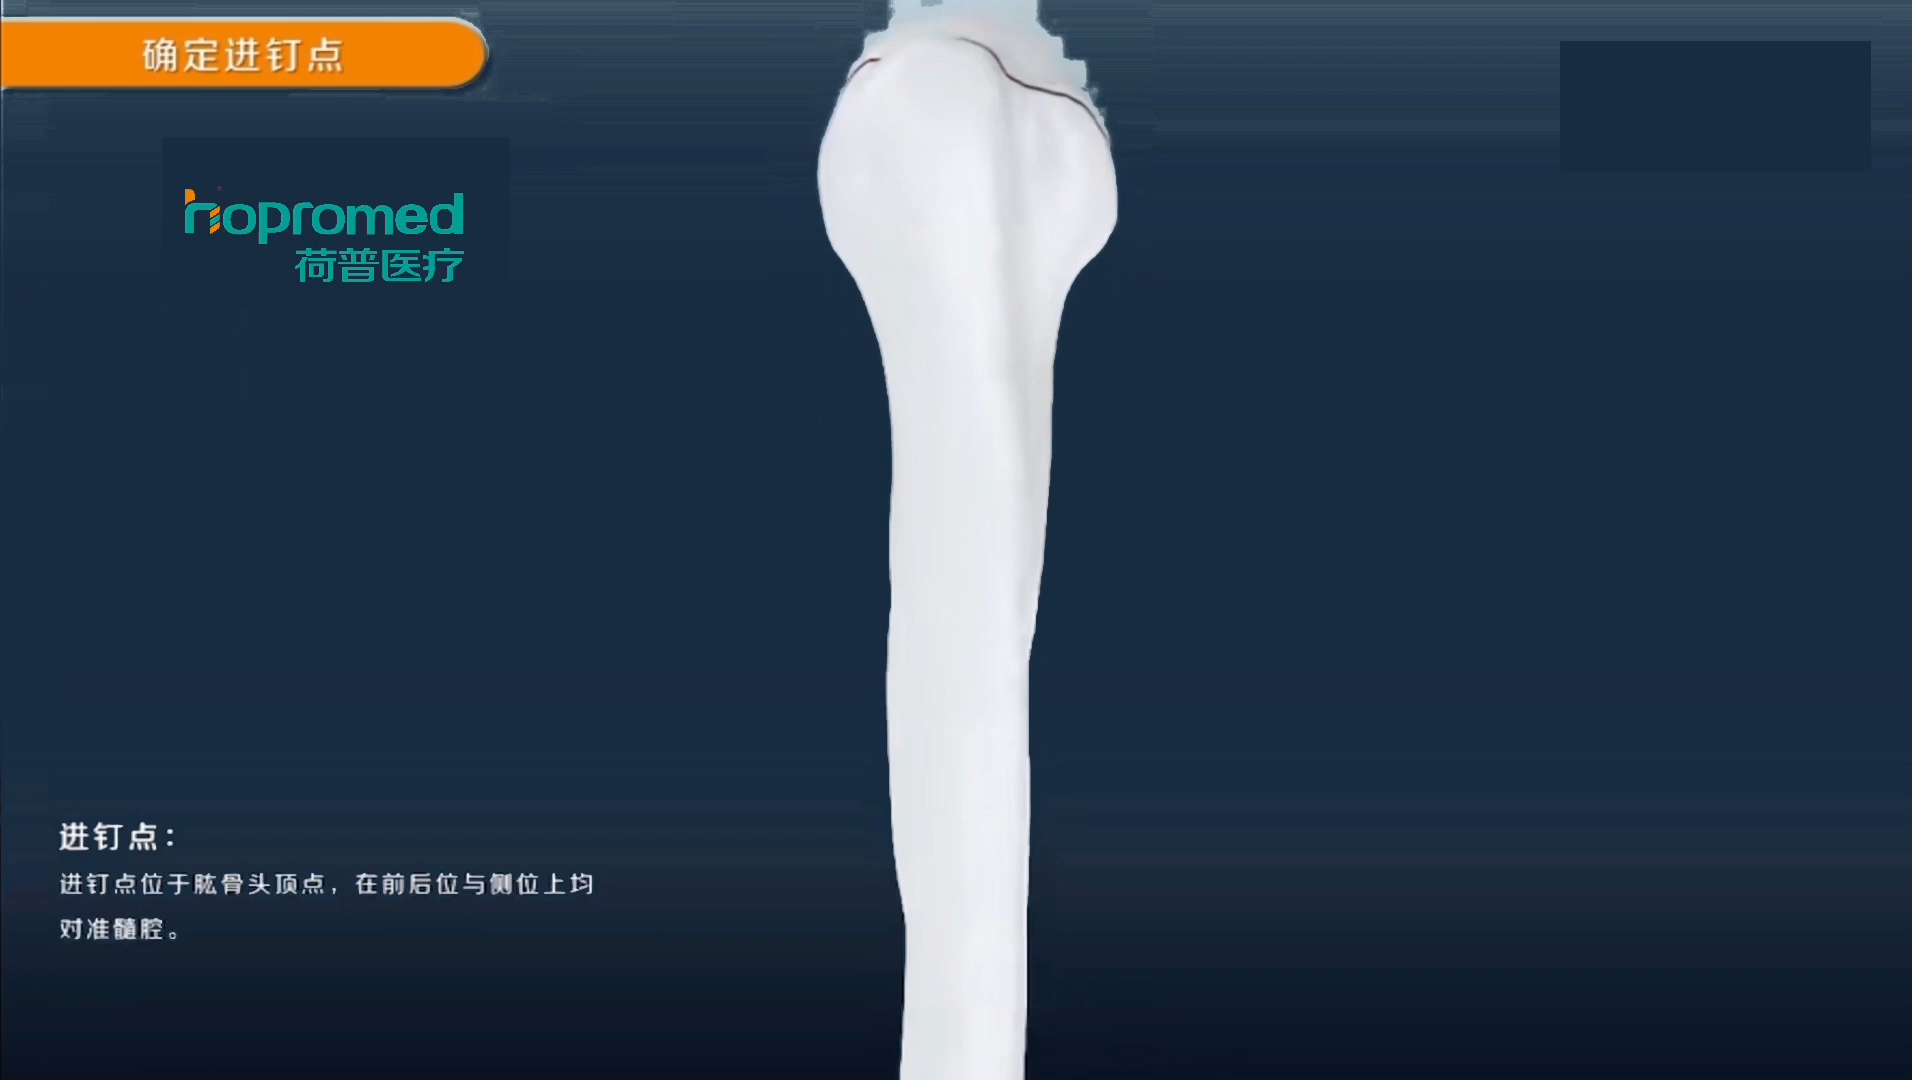 确定进钉点
hopromed
荷普医疗
进钉点：
进钉点位于肱骨头顶点，在前后位与侧位上均
对准髓腔。